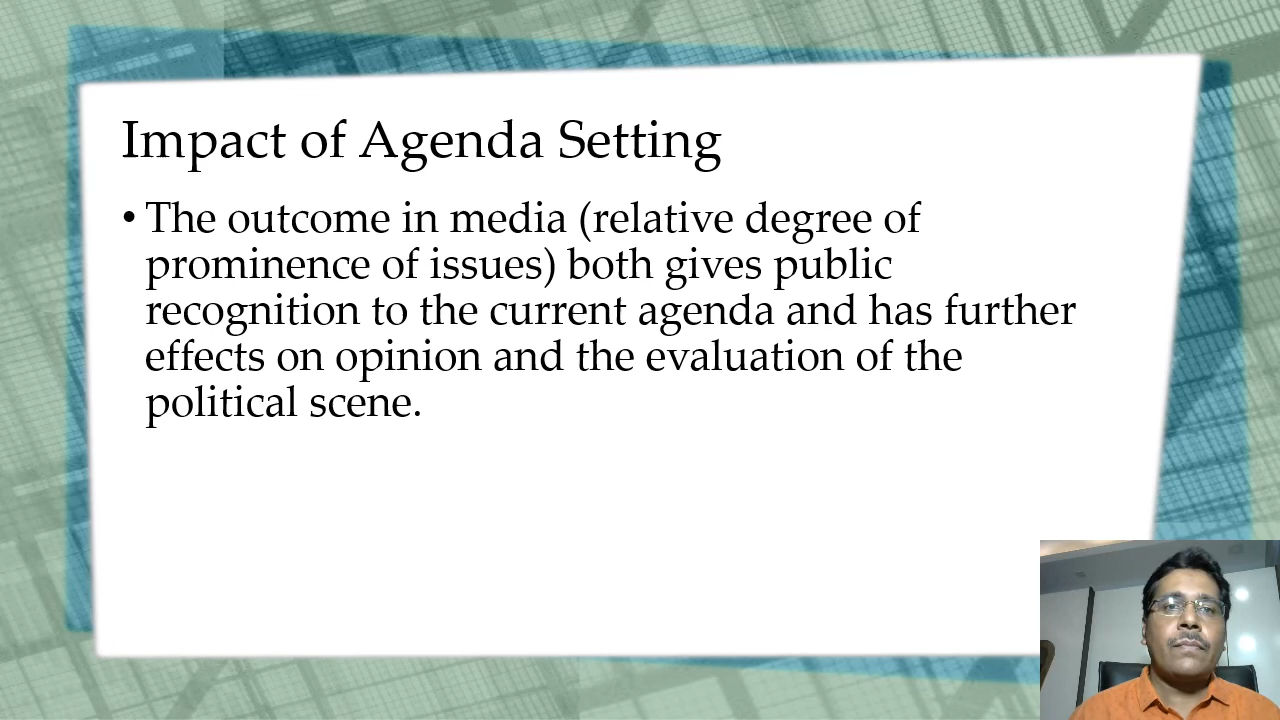 Impact of Agenda Setting
• The outcome in media (relative degree of
prominence of issues) both gives public
recognition to the current agenda and has further
effects on opinion and the evaluation of the
political scene.